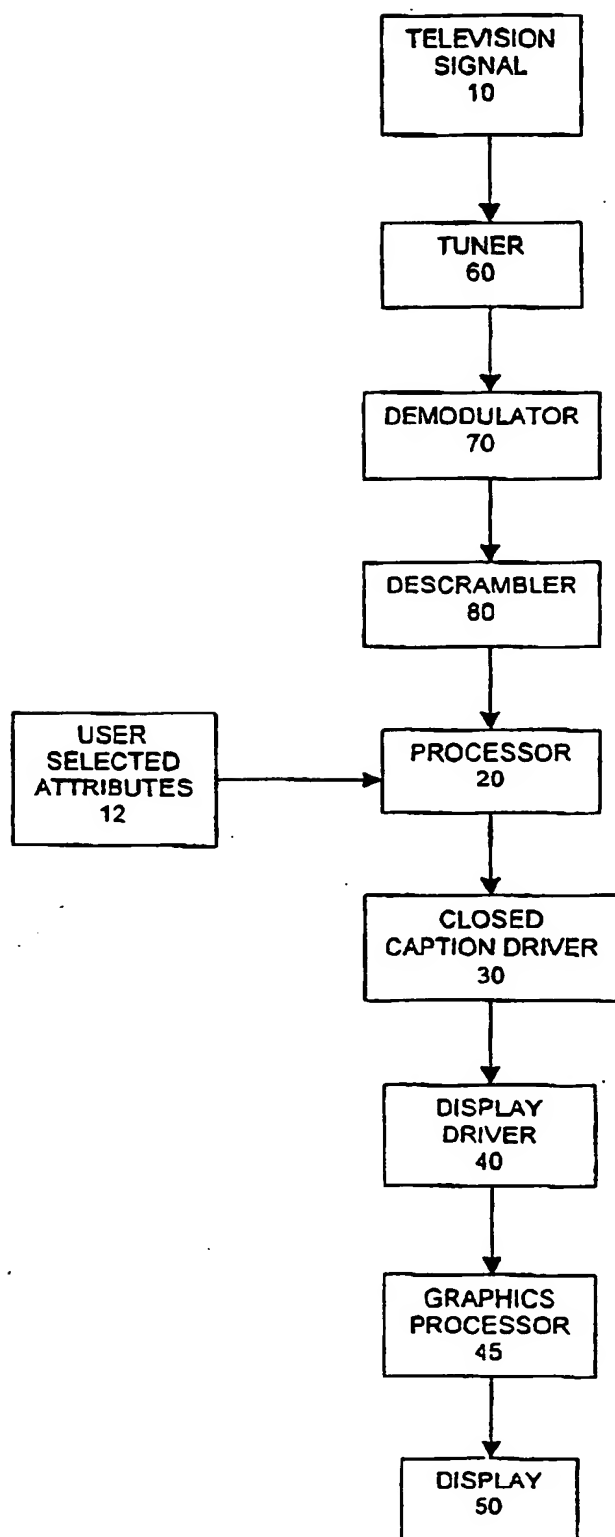 TELEVISION
SIGNAL
10
TUNER
60
DEMODULATOR
70
DESCRAMBLER
80
USER
SELECTED
ATTRIBUTES
12
PROCESSOR
20
CLOSED
CAPTION DRIVER
30
DISPLAY
DRIVER
40
GRAPHICS
PROCESSOR
45
DISPLAY
50